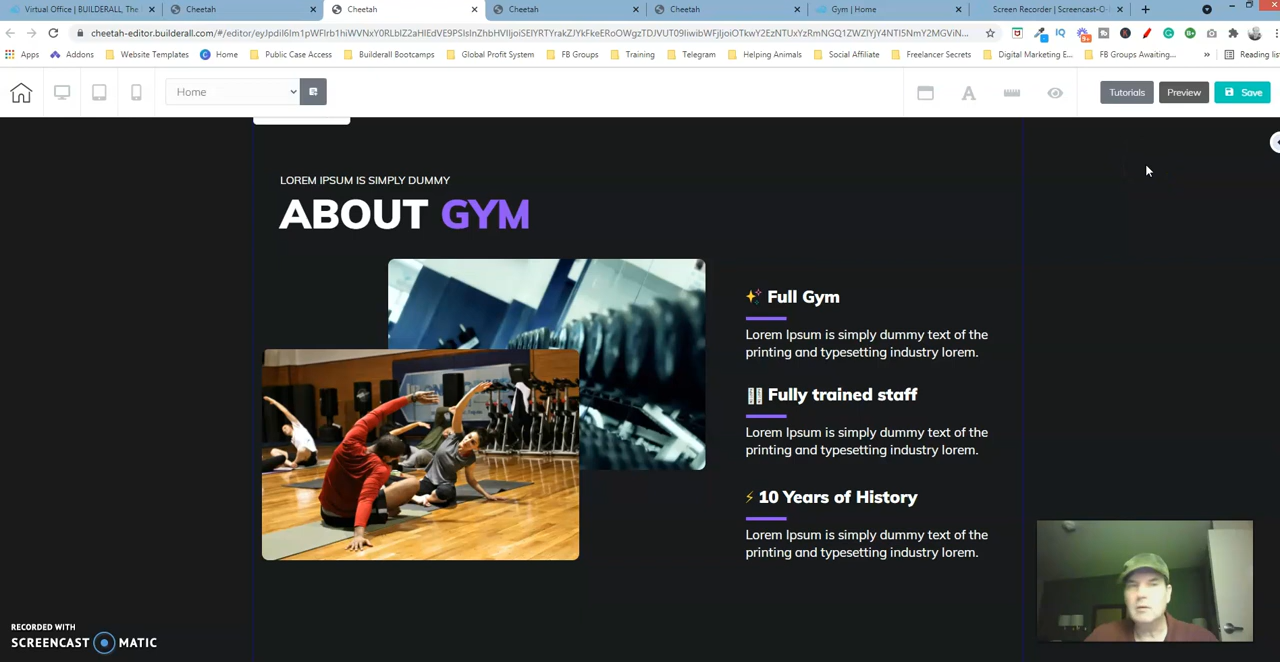 Virtual Office | BUILDERALL, The
Cheetah
Cheetah
Cheetah
Cheetah
Gym | Home
Screen Recorder | Screencast-O-
cheetah-editor.builderall.com/#/editor/
Apps
Addons
Website Templates
Home
Public Case Access
Builderall Bootcamps
Global Profit System
FB Groups
Training
Telegram
Helping Animals
Social Affiliate
Freelancer Secrets
Digital Marketing E...
FB Groups Awaiting...
Reading list
Home
Tutorials
Preview
Save
LOREM IPSUM IS SIMPLY DUMMY
ABOUT GYM
Full Gym
Lorem Ipsum is simply dummy text of the
printing and typesetting industry lorem.
Fully trained staff
Lorem Ipsum is simply dummy text of the
printing and typesetting industry lorem.
10 Years of History
Lorem Ipsum is simply dummy text of the
printing and typesetting industry lorem.
RECORDED WITH
SCREENCAST MATIC